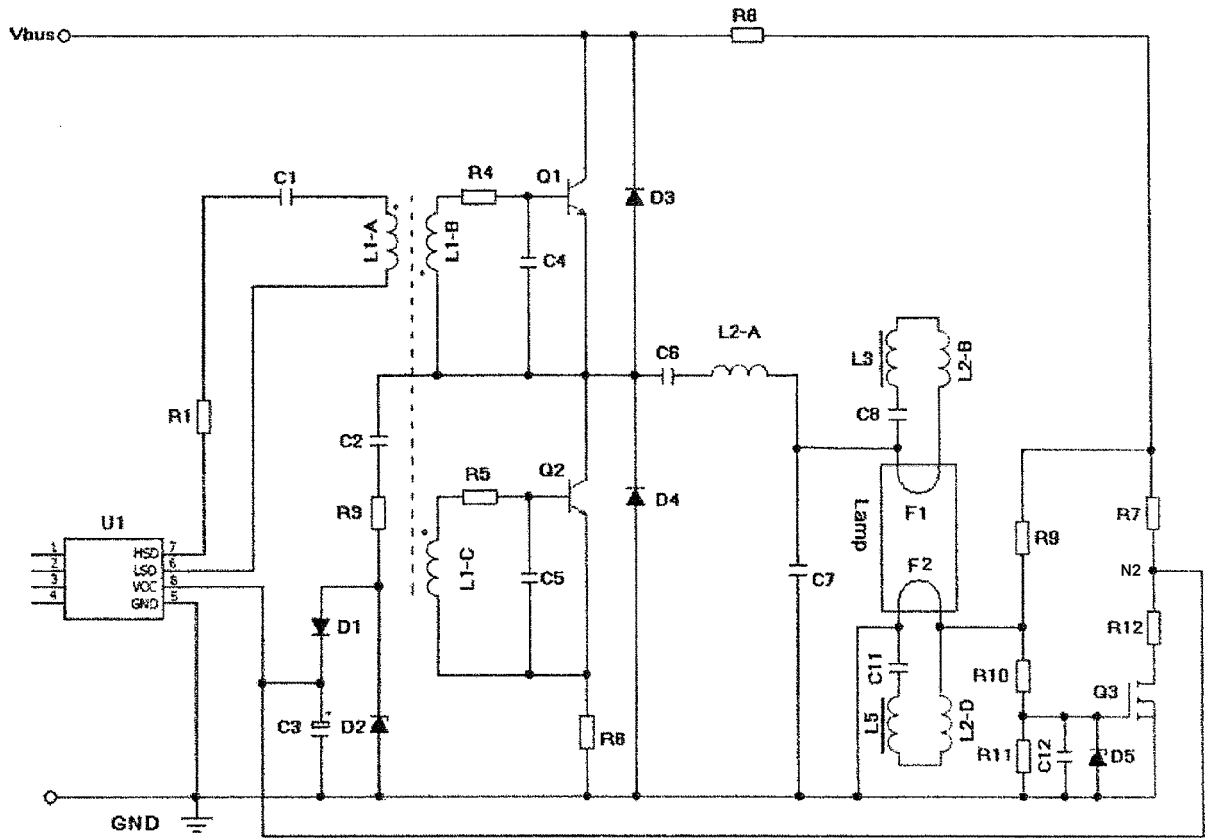 Vbus
R8
C1
R4
Q1
D3
L1-A
L1-B
C4
L2-A
C6
L3
L2-B
C8
R1
C2
R5
Q2
D4
R3
Lamp
F1
F2
R9
R7
N2
U1
1
2
3
4
HSD 7
LSD 6
VCC 8
GND 5
L1-C
C5
C7
R12
D1
C11
R10
Q3
C3
D2
R6
L5
L2-D
R11
C12
D5
GND